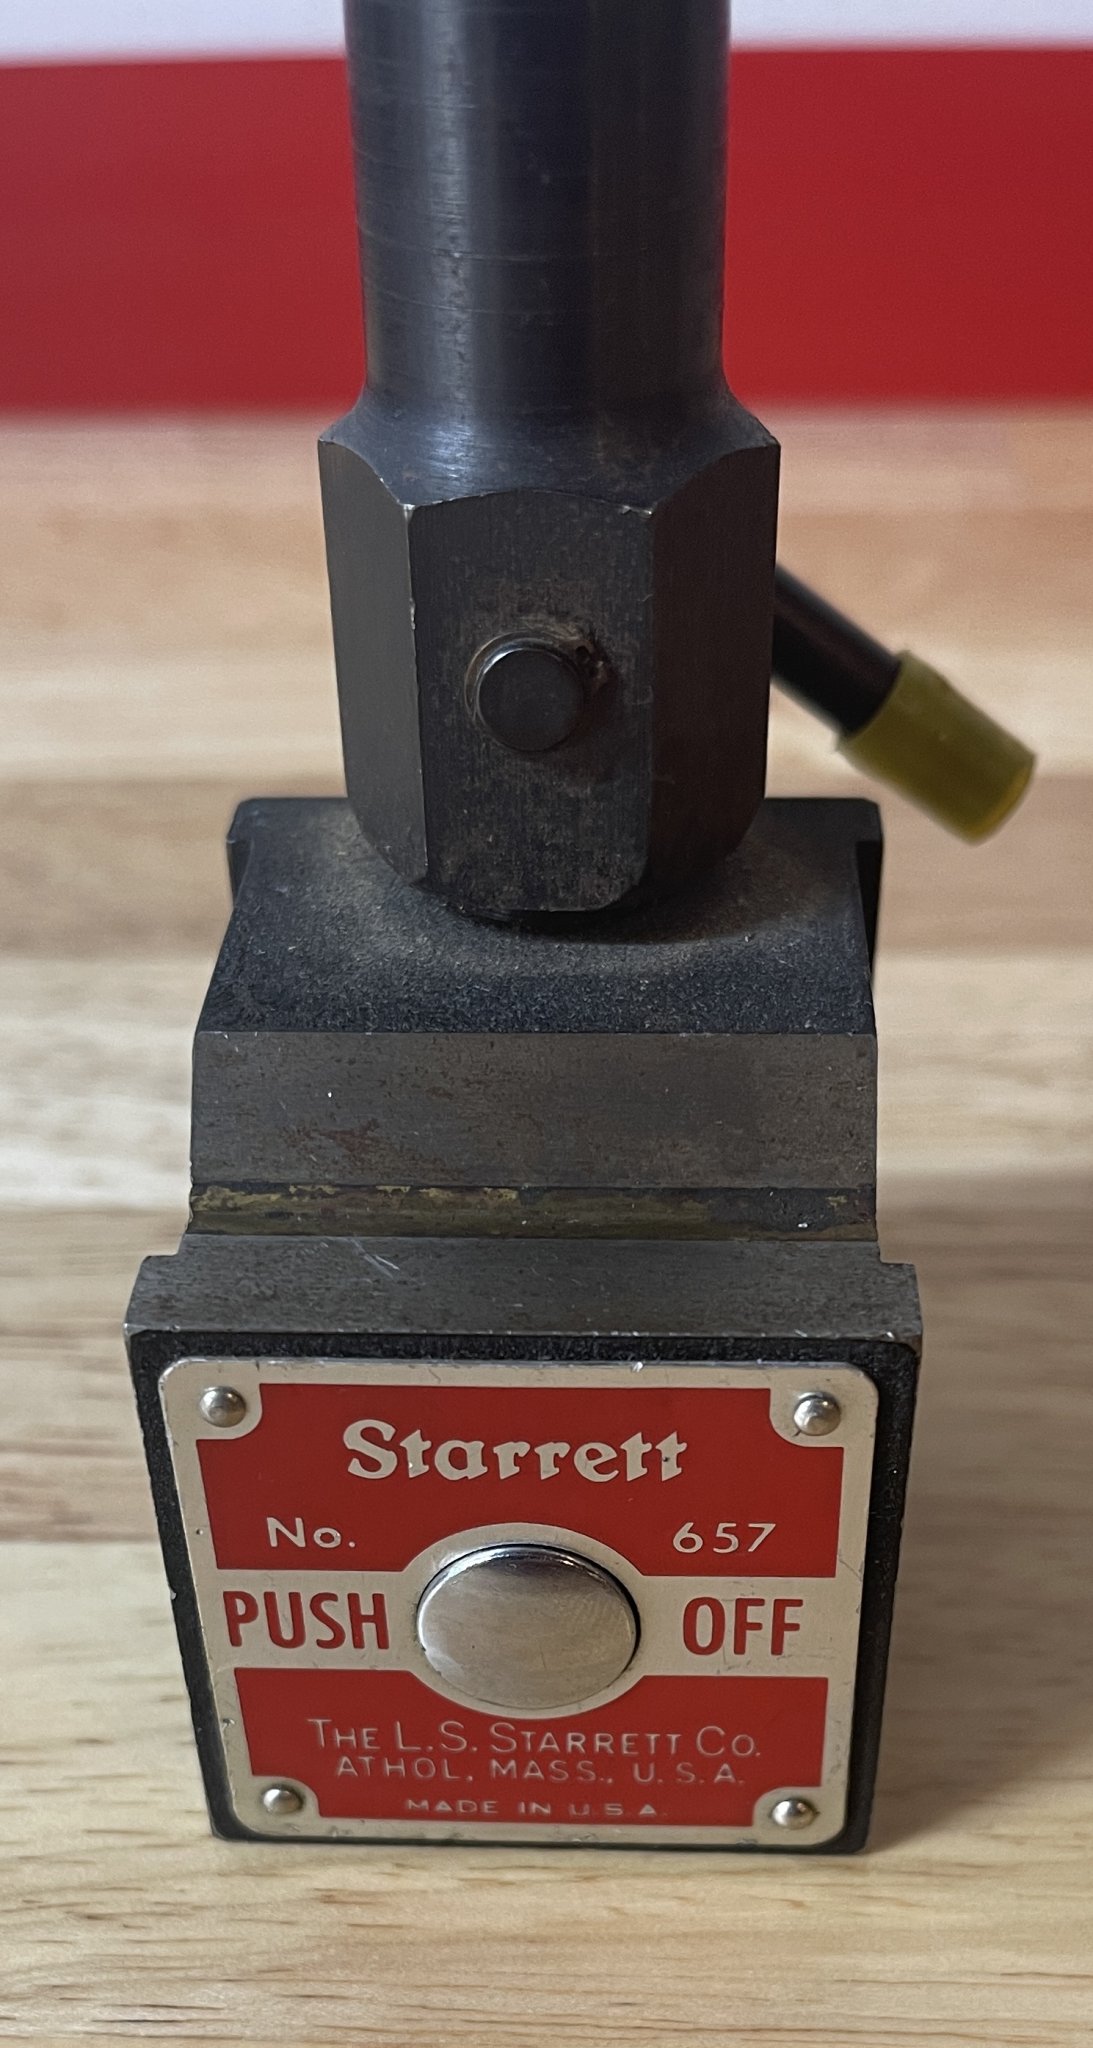 Starrett
No. 657
PUSH OFF
THE L.S. STARRETT CO.
ATHOL, MASS., U.S.A.
MADE IN U.S.A.